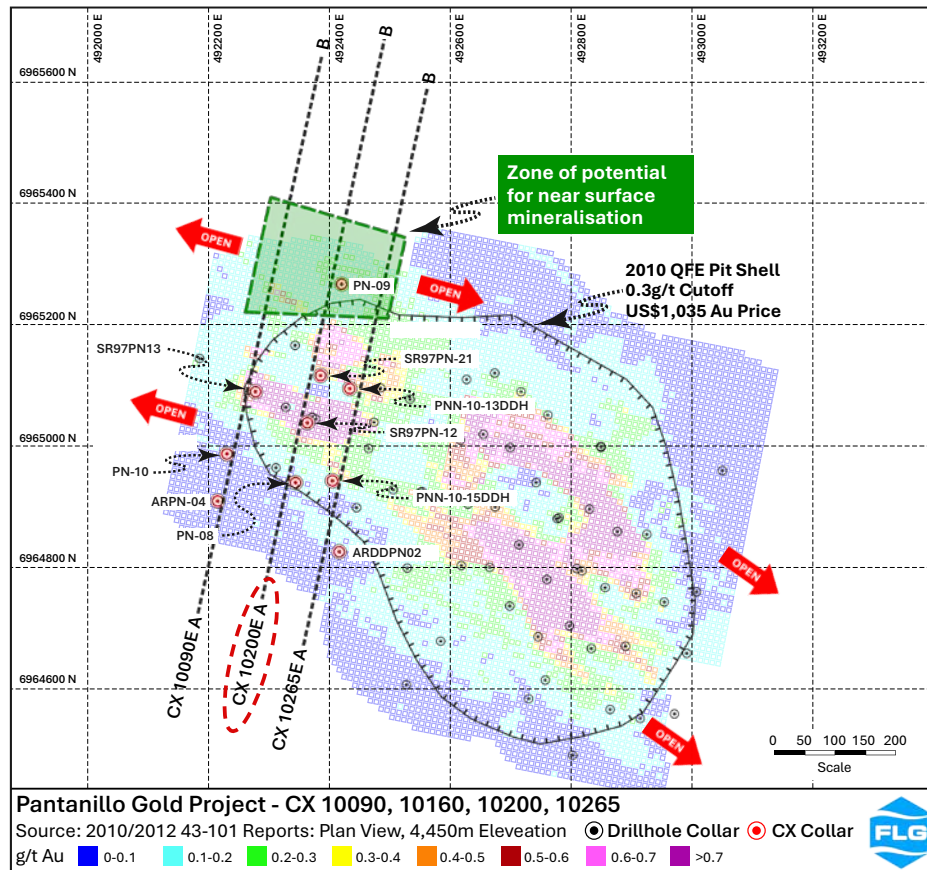 492000 E
492200 E
492400 E
492600 E
492800 E
493000 E
493200 E
6965600 N
6965400 N
6965200 N
6965000 N
6964800 N
6964600 N
B
B
B
Zone of potential
for near surface
mineralisation
OPEN
OPEN
PN-09
2010 QFE Pit Shell
0.3g/t Cutoff
US$1,035 Au Price
SR97PN13
SR97PN-21
PNN-10-13DDH
OPEN
SR97PN-12
PN-10
ARPN-04
PNN-10-15DDH
PN-08
ARDDPN02
OPEN
CX 10090E A
CX 10200E A
CX 10265E A
OPEN
0 50 100 150 200
Scale
Pantanillo Gold Project - CX 10090, 10160, 10200, 10265
Source: 2010/2012 43-101 Reports: Plan View, 4,450m Eleveation Drillhole Collar CX Collar
g/t Au 0-0.1 0.1-0.2 0.2-0.3 0.3-0.4 0.4-0.5 0.5-0.6 0.6-0.7 >0.7
FLG